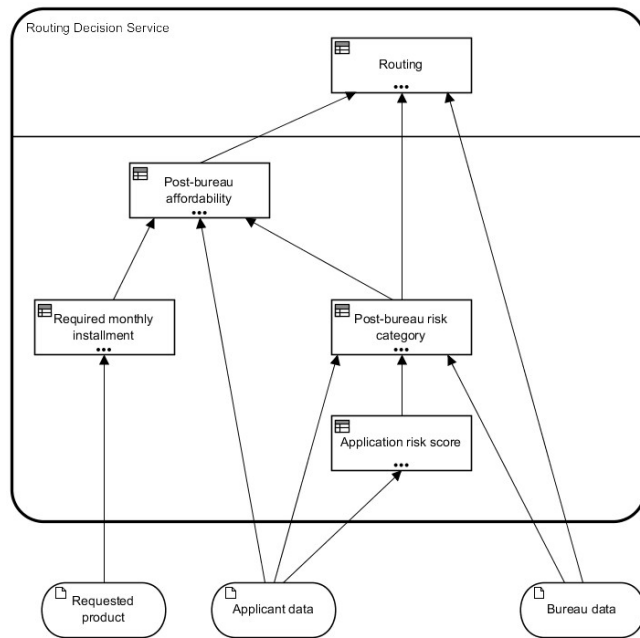 Routing Decision Service
Routing
Post-bureau
affordability
Required monthly
installment
Post-bureau risk
category
Application risk score
Requested
product
Applicant data
Bureau data